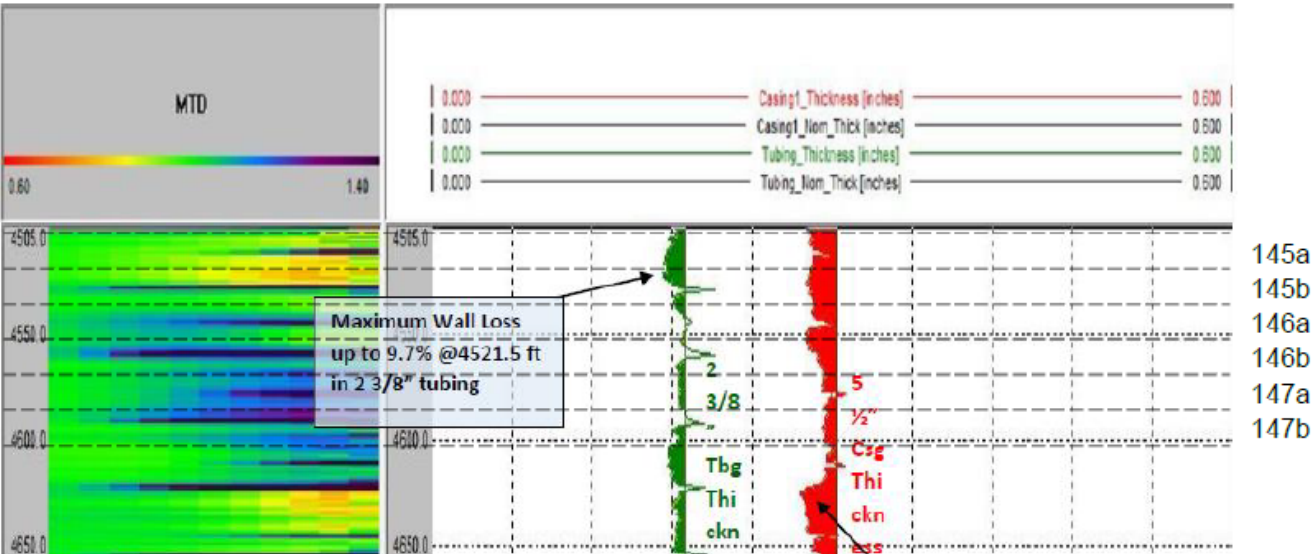 MTD
0.60 1.40
0.000 Casing1_Thickness [inches] 0.600
0.000 Casing1_Nom_Thick [inches] 0.600
0.000 Tubing_Thickness [inches] 0.600
0.000 Tubing_Nom_Thick [inches] 0.600
4505.0 4505.0
4550.0
4600.0 4600.0
4650.0 4650.0
Maximum Wall Loss
up to 9.7% @4521.5 ft
in 2 3/8" tubing
2
3/8
"
Tbg
Thi
ckn
5
½"
Csg
Thi
ckn
ess
145a
145b
146a
146b
147a
147b